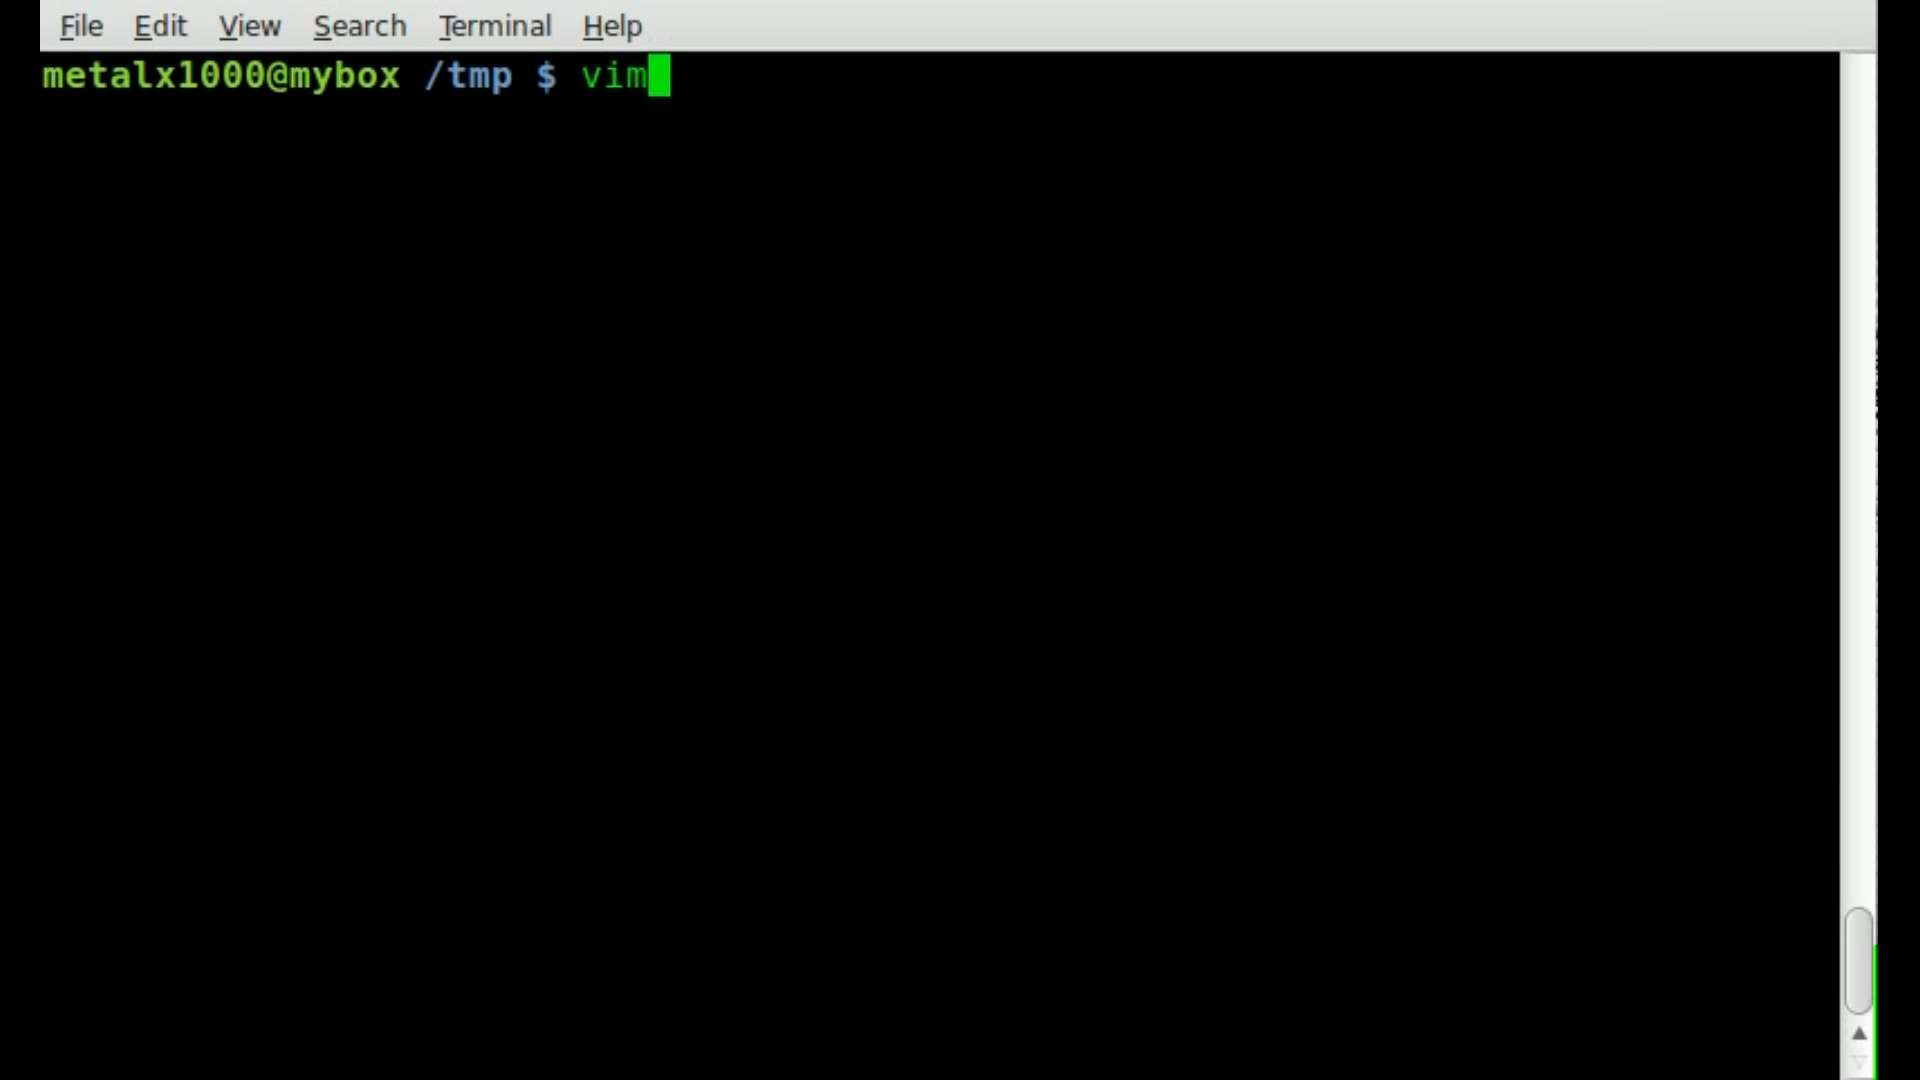 File Edit View Search Terminal Help
metalx1000@mybox /tmp $ vim